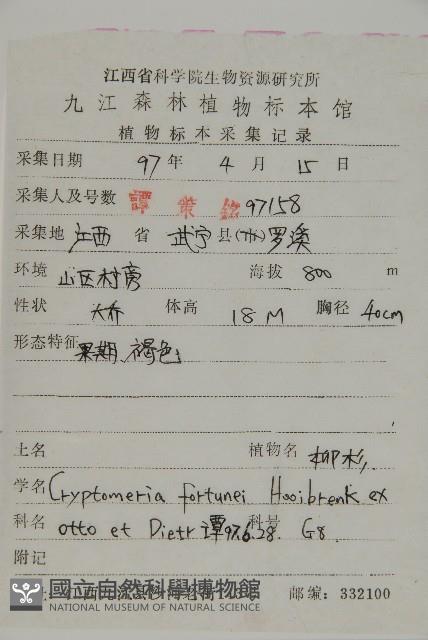 江西省科学院生物资源研究所
九江森林植物标本馆
植物标本采集记录
采集日期 97年 4月 15日
采集人及号数 譚策銘 97158
采集地 江西 省 武宁 县(市) 罗溪
环境 山区村旁 海拔 800 m
性状 大乔 体高 18M 胸径 40cm
形态特征 果期、褐色
土名 植物名 柳杉
学名 Cryptomeria fortunei Hooibrenk ex
科名 otto et Dietr 譚97.6.28. 科号 G8.
附记
邮编: 332100
國立自然科學博物館
NATIONAL MUSEUM OF NATURAL SCIENCE